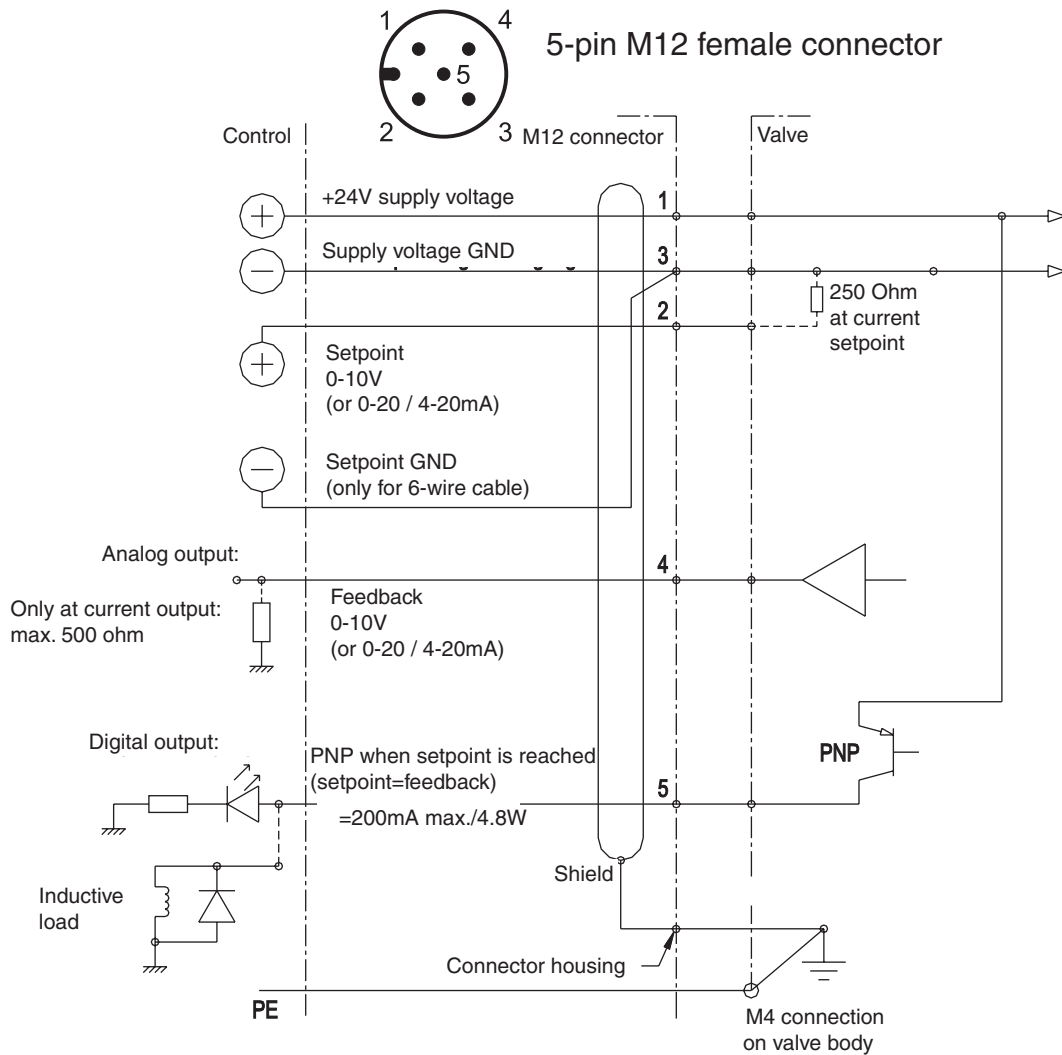 5-pin M12 female connector
1
4
5
2
3
Control
M12 connector
Valve
+24V supply voltage
1
Supply voltage GND
3
250 Ohm
at current
setpoint
2
Setpoint
0-10V
(or 0-20 / 4-20mA)
Setpoint GND
(only for 6-wire cable)
Analog output:
4
Only at current output:
max. 500 ohm
Feedback
0-10V
(or 0-20 / 4-20mA)
Digital output:
PNP when setpoint is reached
(setpoint=feedback)
PNP
5
=200mA max./4.8W
Shield
Inductive
load
Connector housing
PE
M4 connection
on valve body